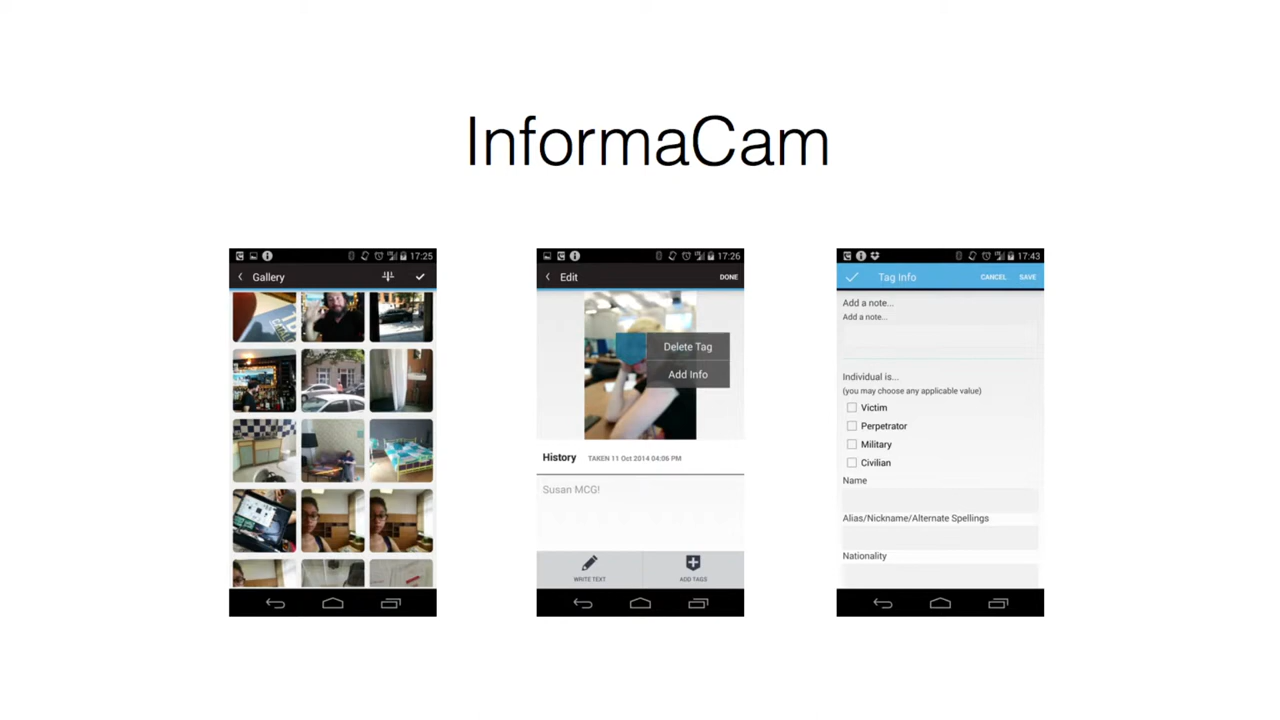 InformaCam
17:25
Gallery
17:26
Edit
DONE
Delete Tag
Add Info
History TAKEN 11 Oct 2014 04:06 PM
Susan MCG!
WRITE TEXT
ADD TAGS
17:43
Tag Info
CANCEL
SAVE
Add a note...
Add a note...
Individual is...
(you may choose any applicable value)
Victim
Perpetrator
Military
Civilian
Name
Alias/Nickname/Alternate Spellings
Nationality